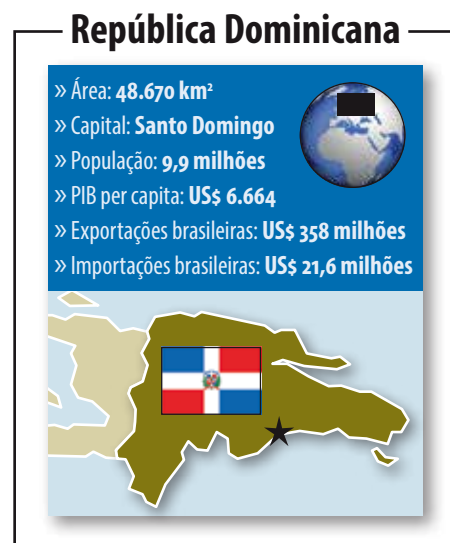 República Dominicana
» Área: 48.670 km²
» Capital: Santo Domingo
» População: 9,9 milhões
» PIB per capita: US$ 6.664
» Exportações brasileiras: US$ 358 milhões
» Importações brasileiras: US$ 21,6 milhões